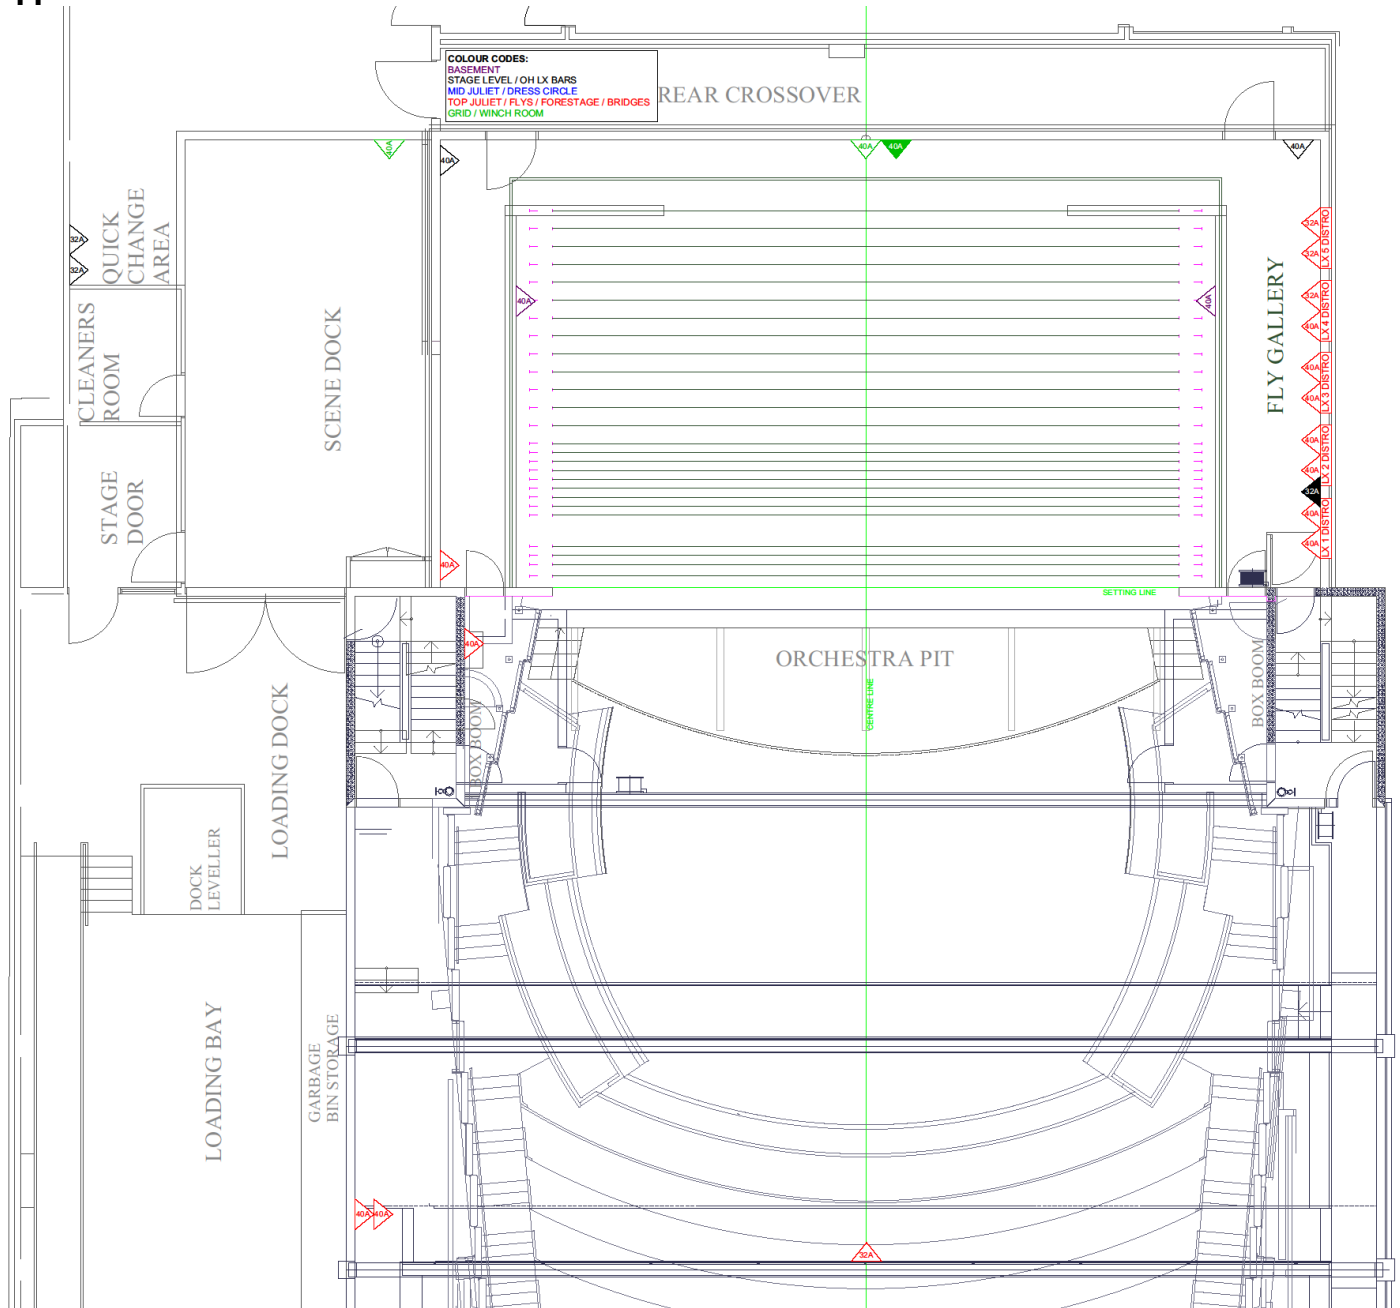 COLOUR CODES:
BASEMENT
STAGE LEVEL / OH LX BARS
MID JULIET / DRESS CIRCLE
TOP JULIET / FLYS / FORESTAGE / BRIDGES
GRID / WINCH ROOM
REAR CROSSOVER
40A
40A
40A
40A
40A
QUICK
CHANGE
AREA
32A
32A
CLEANERS
ROOM
SCENE DOCK
STAGE
DOOR
40A
40A
FLY GALLERY
32A
32A
LX 5 DISTRO
32A
40A
LX 4 DISTRO
40A
40A
LX 3 DISTRO
40A
40A
LX 2 DISTRO
32A
40A
40A
LX 1 DISTRO
40A
SETTING LINE
40A
ORCHESTRA PIT
CENTRE LINE
BOX BOOM
BOX BOOM
LOADING DOCK
DOCK
LEVELLER
LOADING BAY
GARBAGE
BIN STORAGE
40A
40A
32A